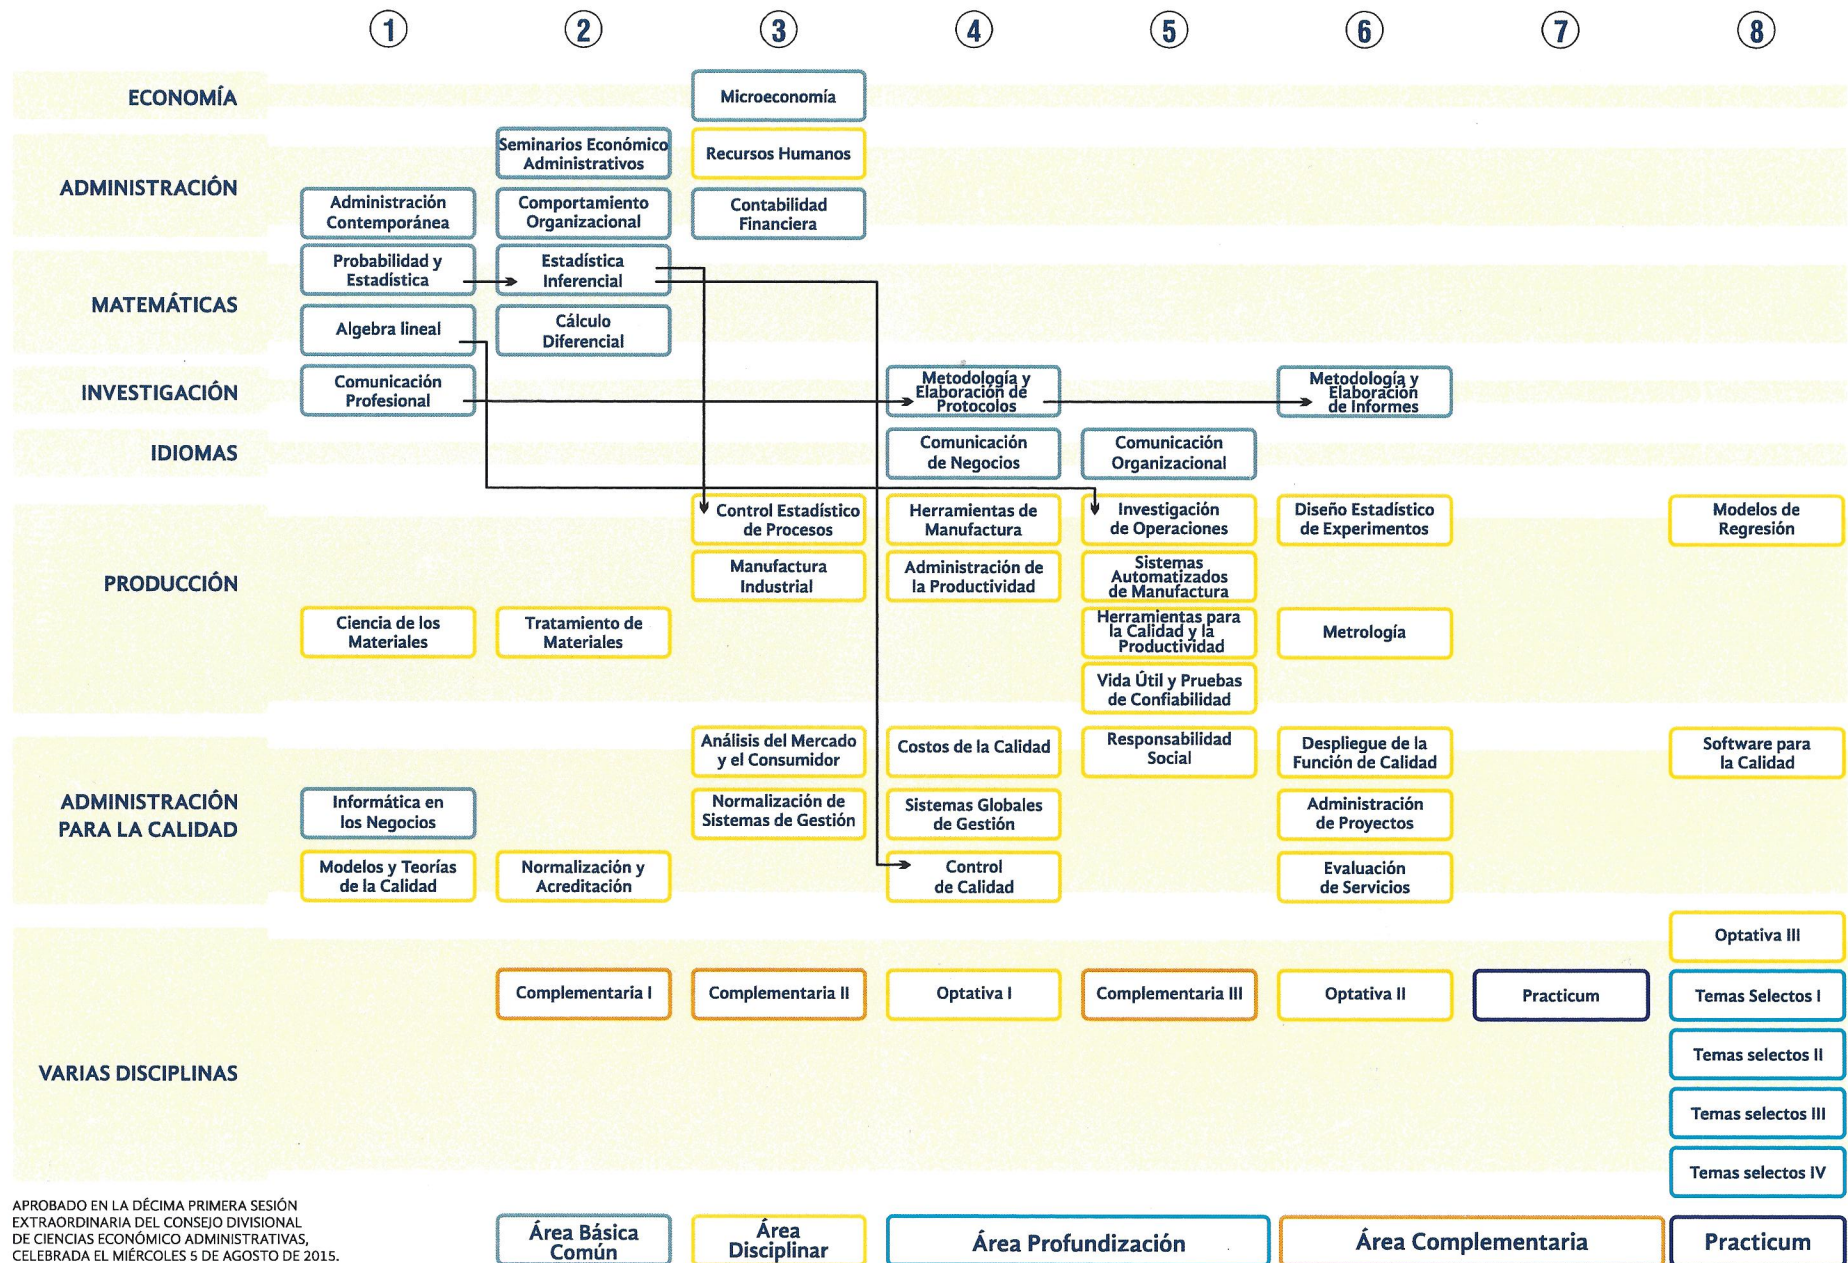 1 2 3 4 5 6 7 8
ECONOMÍA
Microeconomía
ADMINISTRACIÓN
Seminarios Económico
Administrativos
Recursos Humanos
Administración
Contemporánea
Comportamiento
Organizacional
Contabilidad
Financiera
MATEMÁTICAS
Probabilidad y
Estadística
Estadística
Inferencial
Algebra lineal
Cálculo
Diferencial
INVESTIGACIÓN
Comunicación
Profesional
Metodología y
Elaboración de
Protocolos
Metodología y
Elaboración
de Informes
IDIOMAS
Comunicación
de Negocios
Comunicación
Organizacional
PRODUCCIÓN
Control Estadístico
de Procesos
Herramientas de
Manufactura
Investigación
de Operaciones
Diseño Estadístico
de Experimentos
Modelos de
Regresión
Manufactura
Industrial
Administración de
la Productividad
Sistemas
Automatizados
de Manufactura
Ciencia de los
Materiales
Tratamiento de
Materiales
Herramientas para
la Calidad y la
Productividad
Metrología
Vida Útil y Pruebas
de Confiabilidad
ADMINISTRACIÓN
PARA LA CALIDAD
Análisis del Mercado
y el Consumidor
Costos de la Calidad
Responsabilidad
Social
Despliegue de la
Función de Calidad
Software para
la Calidad
Informática en
los Negocios
Normalización de
Sistemas de Gestión
Sistemas Globales
de Gestión
Administración
de Proyectos
Modelos y Teorías
de la Calidad
Normalización y
Acreditación
Control
de Calidad
Evaluación
de Servicios
VARIAS DISCIPLINAS
Optativa III
Complementaria I
Complementaria II
Optativa I
Complementaria III
Optativa II
Practicum
Temas Selectos I
Temas selectos II
Temas selectos III
Temas selectos IV
APROBADO EN LA DÉCIMA PRIMERA SESIÓN
EXTRAORDINARIA DEL CONSEJO DIVISIONAL
DE CIENCIAS ECONÓMICO ADMINISTRATIVAS,
CELEBRADA EL MIÉRCOLES 5 DE AGOSTO DE 2015.
Área Básica
Común
Área
Disciplinar
Área Profundización
Área Complementaria
Practicum